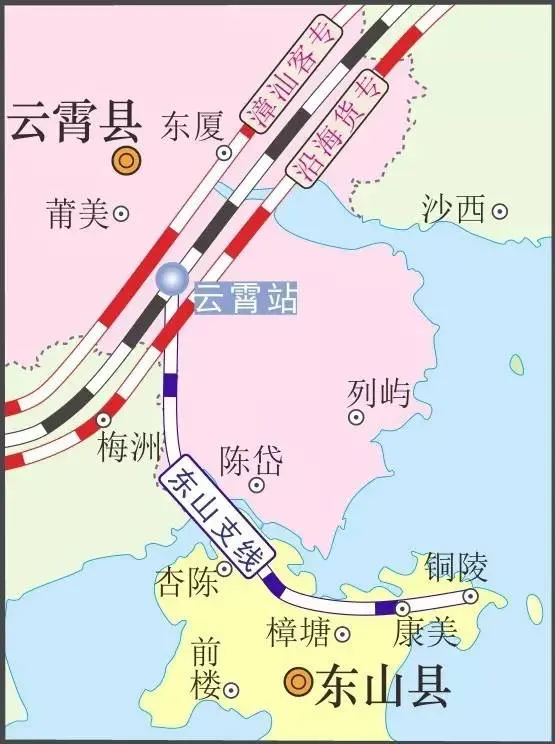 漳汕客专
云霄县
东厦
沿海货专
莆美
沙西
云霄站
列屿
梅洲
陈岱
东山支线
铜陵
杏陈
樟塘
康美
前楼
东山县